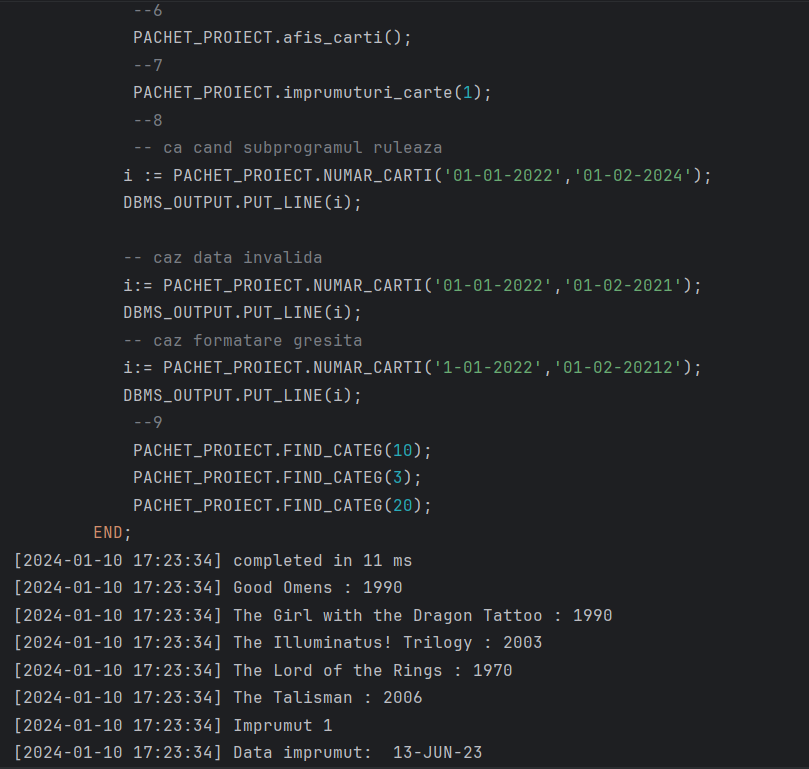 --6
PACHET_PROIECT.afis_carti();
--7
PACHET_PROIECT.imprumuturi_carte(1);
--8
-- ca cand subprogramul ruleaza
i := PACHET_PROIECT.NUMAR_CARTI('01-01-2022','01-02-2024');
DBMS_OUTPUT.PUT_LINE(i);
-- caz data invalida
i:= PACHET_PROIECT.NUMAR_CARTI('01-01-2022','01-02-2021');
DBMS_OUTPUT.PUT_LINE(i);
-- caz formatare gresita
i:= PACHET_PROIECT.NUMAR_CARTI('1-01-2022','01-02-20212');
DBMS_OUTPUT.PUT_LINE(i);
--9
PACHET_PROIECT.FIND_CATEG(10);
PACHET_PROIECT.FIND_CATEG(3);
PACHET_PROIECT.FIND_CATEG(20);
END;
[2024-01-10 17:23:34] completed in 11 ms
[2024-01-10 17:23:34] Good Omens : 1990
[2024-01-10 17:23:34] The Girl with the Dragon Tattoo : 1990
[2024-01-10 17:23:34] The Illuminatus! Trilogy : 2003
[2024-01-10 17:23:34] The Lord of the Rings : 1970
[2024-01-10 17:23:34] The Talisman : 2006
[2024-01-10 17:23:34] Imprumut 1
[2024-01-10 17:23:34] Data imprumut:  13-JUN-23